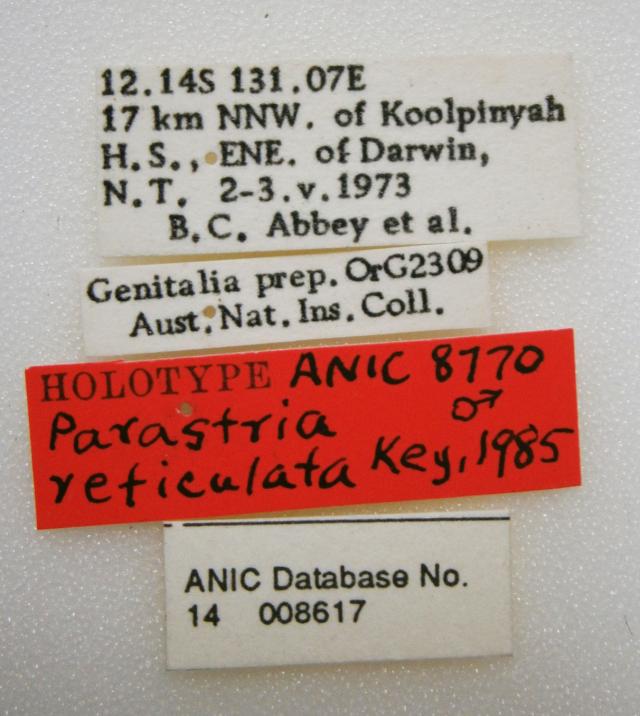 12.14S 131.07E
17 km NNW. of Koolpinyah
H.S., ENE. of Darwin,
N.T. 2-3.v.1973
B.C. Abbey et al.
Genitalia prep. OrG2309
Aust. Nat. Ins. Coll.
HOLOTYPE ANIC 8770
Parastria ♂
reticulata Key, 1985
ANIC Database No.
14 008617